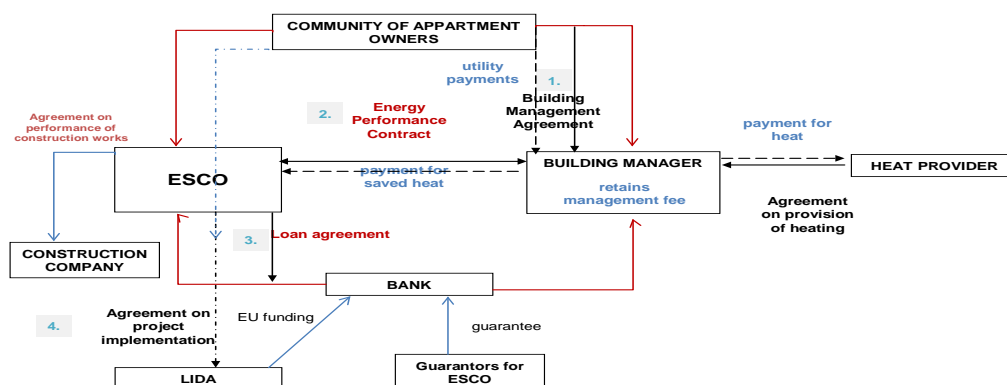 COMMUNITY OF APPARTMENT
OWNERS
utility
payments
1.
Building
Management
Agreement
2.
Energy
Performance
Contract
Agreement on
performance of
construction works
payment for
heat
ESCO
payment for
saved heat
BUILDING MANAGER
retains
management fee
HEAT PROVIDER
Agreement
on provision
of heating
3.
Loan agreement
CONSTRUCTION
COMPANY
BANK
4.
Agreement on
project
implementation
EU funding
guarantee
LIDA
Guarantors for
ESCO